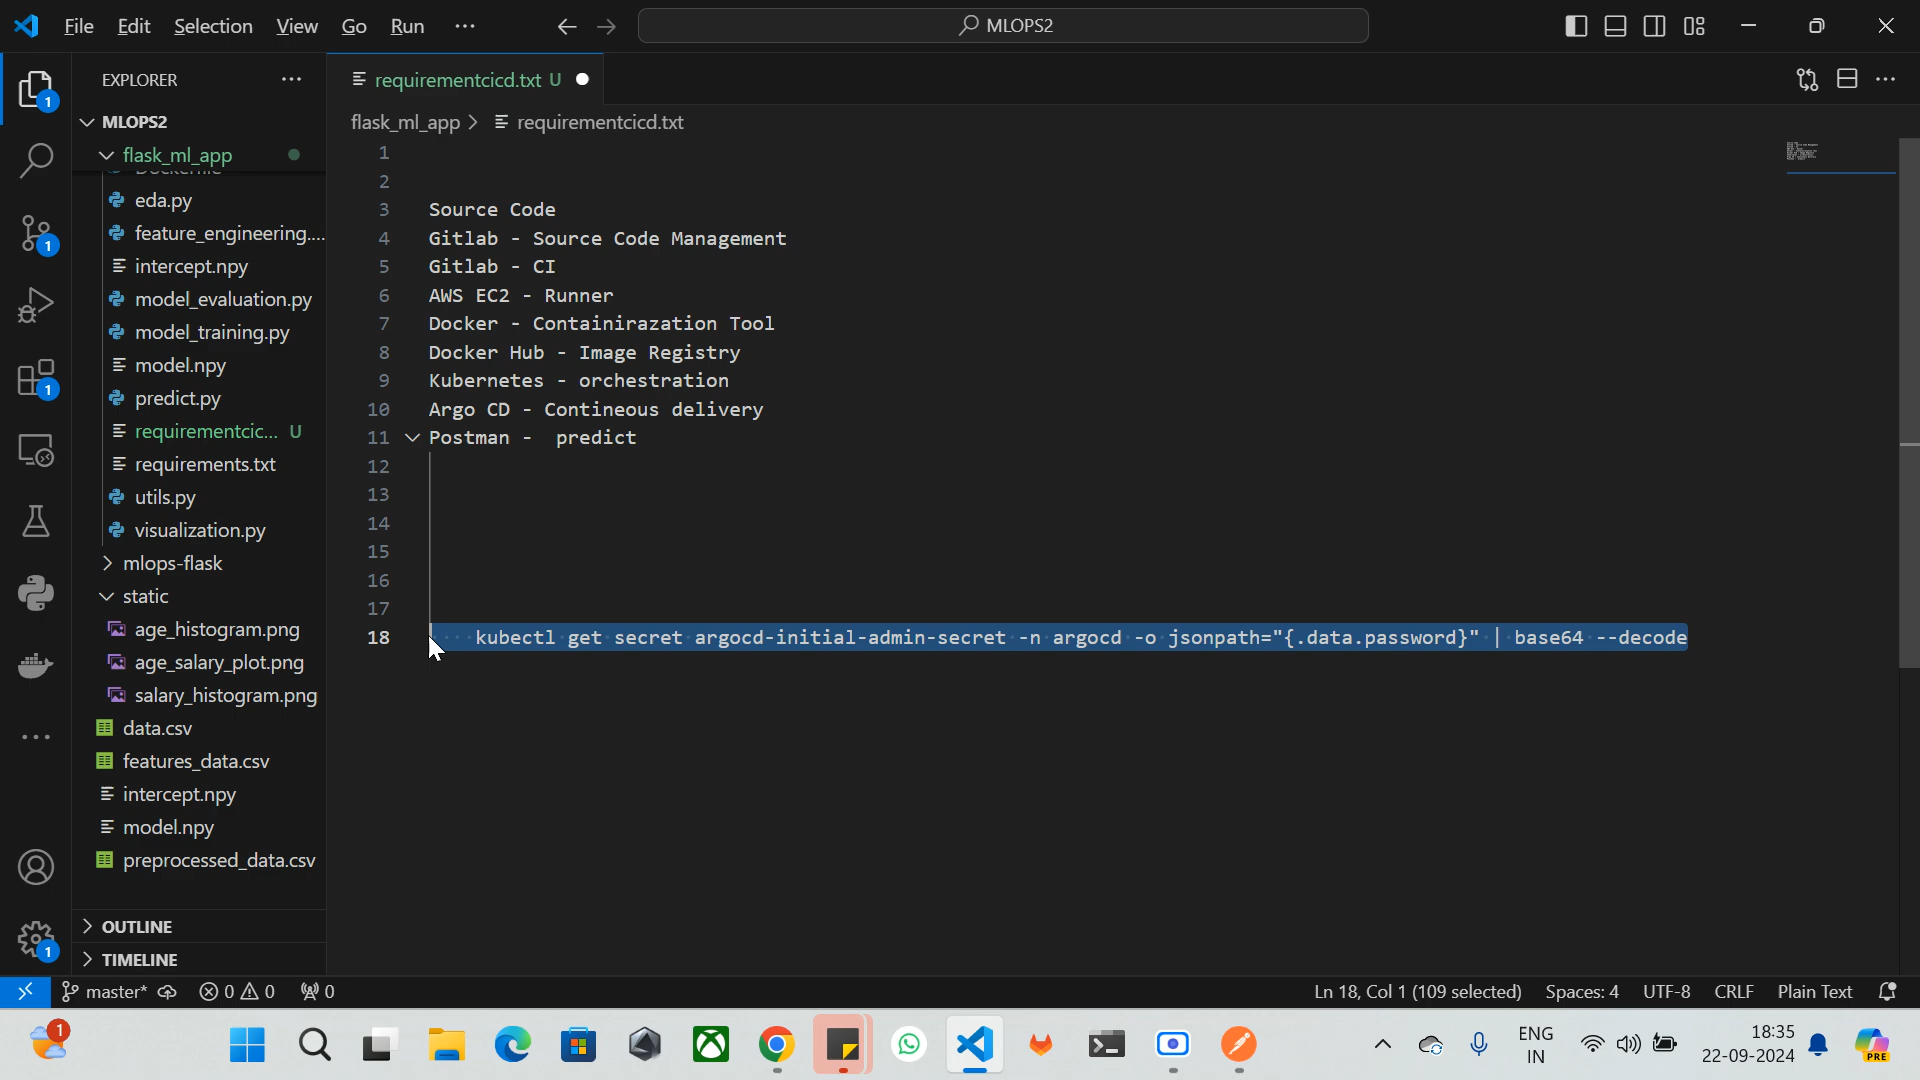 File Edit Selection View Go Run ···
MLOPS2
EXPLORER
MLOPS2
flask_ml_app
eda.py
feature_engineering....
intercept.npy
model_evaluation.py
model_training.py
model.npy
predict.py
requirementcic... U
requirements.txt
utils.py
visualization.py
mlops-flask
static
age_histogram.png
age_salary_plot.png
salary_histogram.png
data.csv
features_data.csv
intercept.npy
model.npy
preprocessed_data.csv
OUTLINE
TIMELINE
1
1
1
1
requirementcicd.txt U
flask_ml_app > requirementcicd.txt
1
2
3 Source Code
4 Gitlab - Source Code Management
5 Gitlab - CI
6 AWS EC2 - Runner
7 Docker - Containirazation Tool
8 Docker Hub - Image Registry
9 Kubernetes - orchestration
10 Argo CD - Contineous delivery
11 Postman - predict
12
13
14
15
16
17
18 kubectl get secret argocd-initial-admin-secret -n argocd -o jsonpath="{.data.password}" | base64 --decode
master* 0 0 0
Ln 18, Col 1 (109 selected) Spaces: 4 UTF-8 CRLF Plain Text
1
ENG
IN
18:35
22-09-2024
PRE